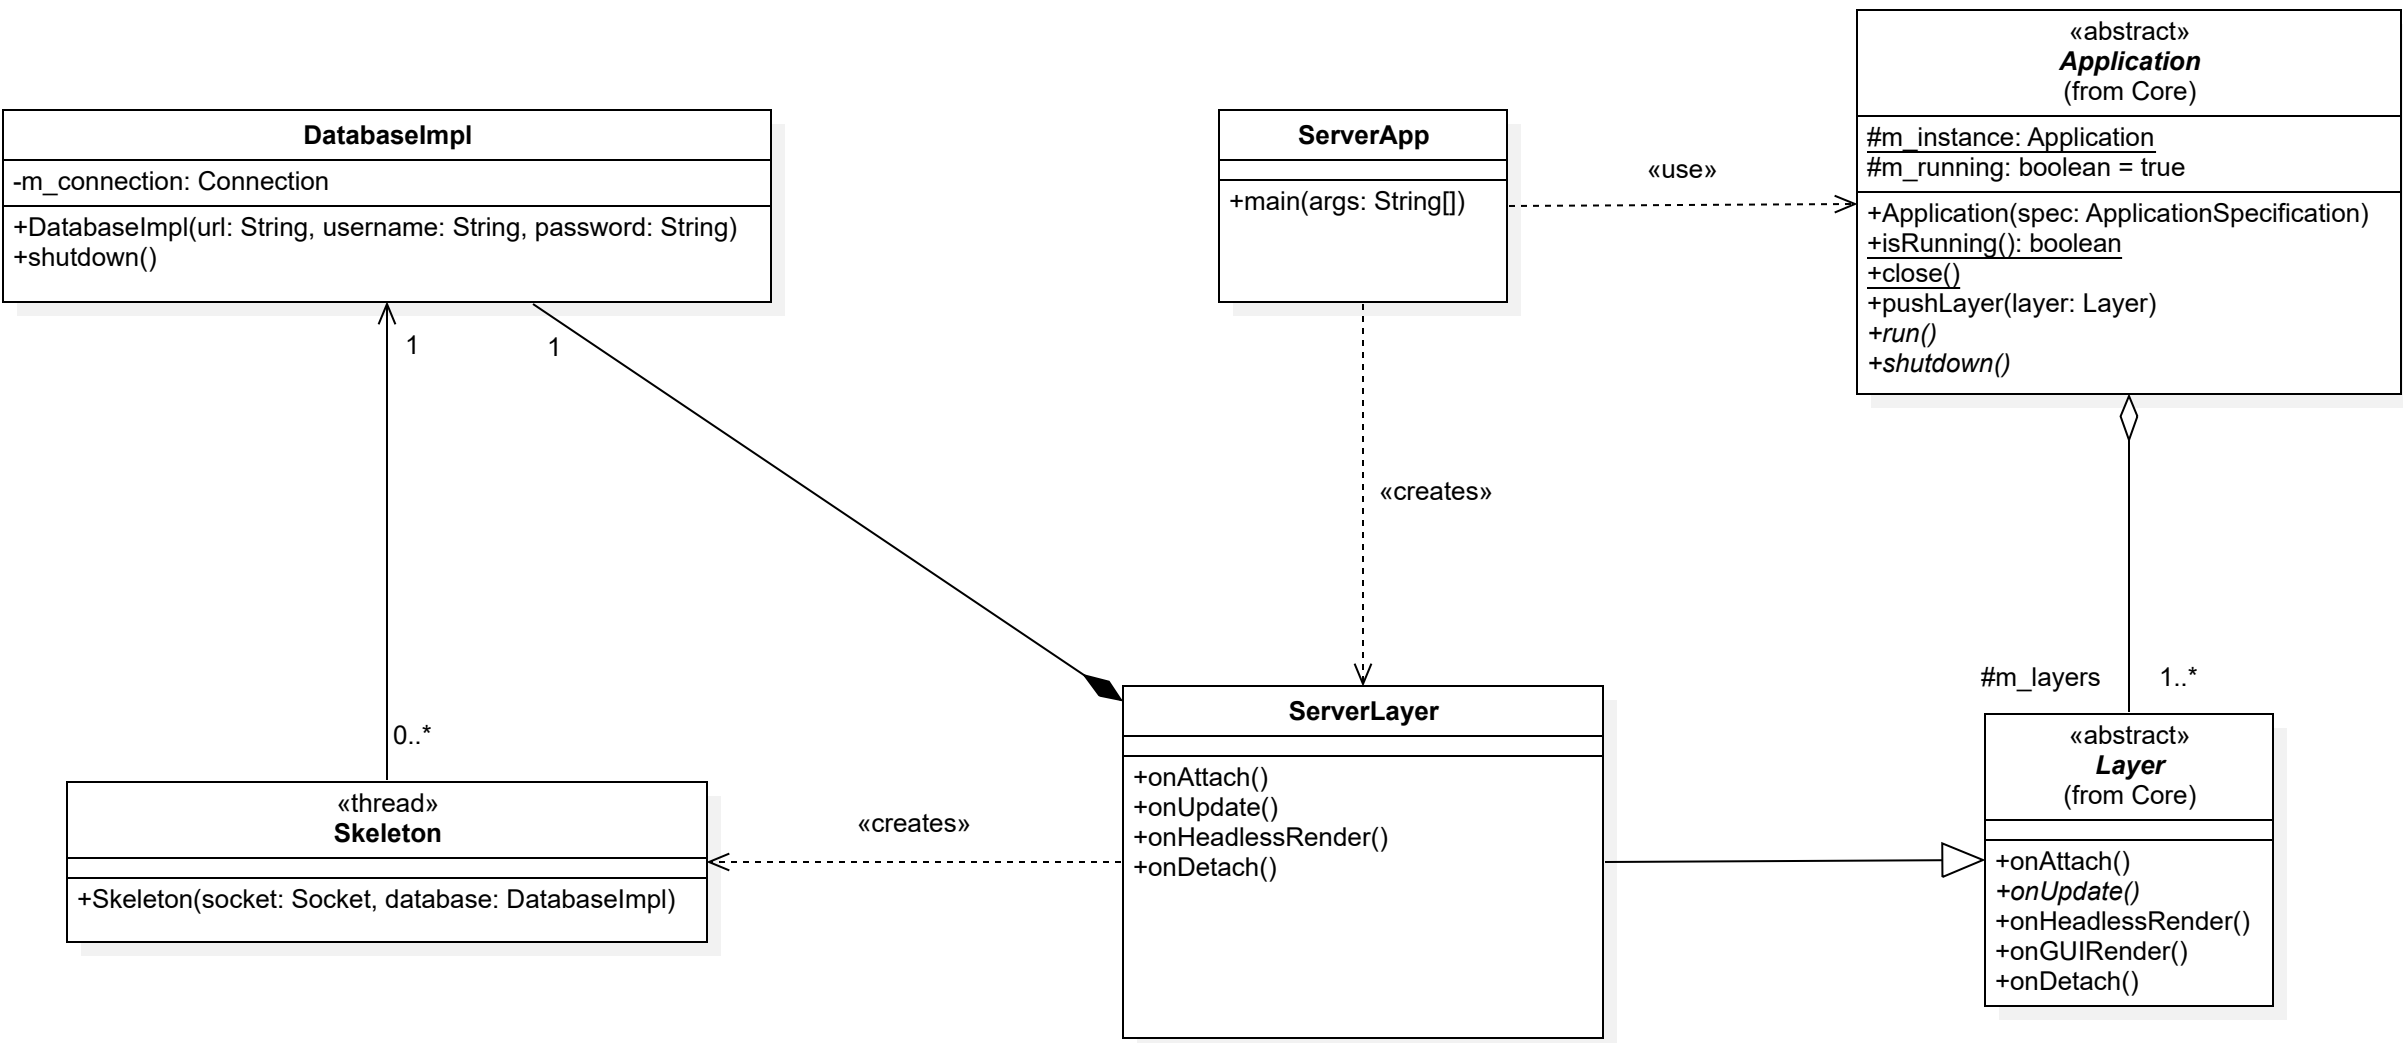 DatabaseImpl
-m_connection: Connection
+DatabaseImpl(url: String, username: String, password: String)
+shutdown()
1
1
ServerApp
+main(args: String[])
«use»
«abstract»
Application
(from Core)
#m_instance: Application
#m_running: boolean = true
+Application(spec: ApplicationSpecification)
+isRunning(): boolean
+close()
+pushLayer(layer: Layer)
+run()
+shutdown()
«creates»
#m_layers
1..*
0..*
«thread»
Skeleton
+Skeleton(socket: Socket, database: DatabaseImpl)
«creates»
ServerLayer
+onAttach()
+onUpdate()
+onHeadlessRender()
+onDetach()
«abstract»
Layer
(from Core)
+onAttach()
+onUpdate()
+onHeadlessRender()
+onGUIRender()
+onDetach()